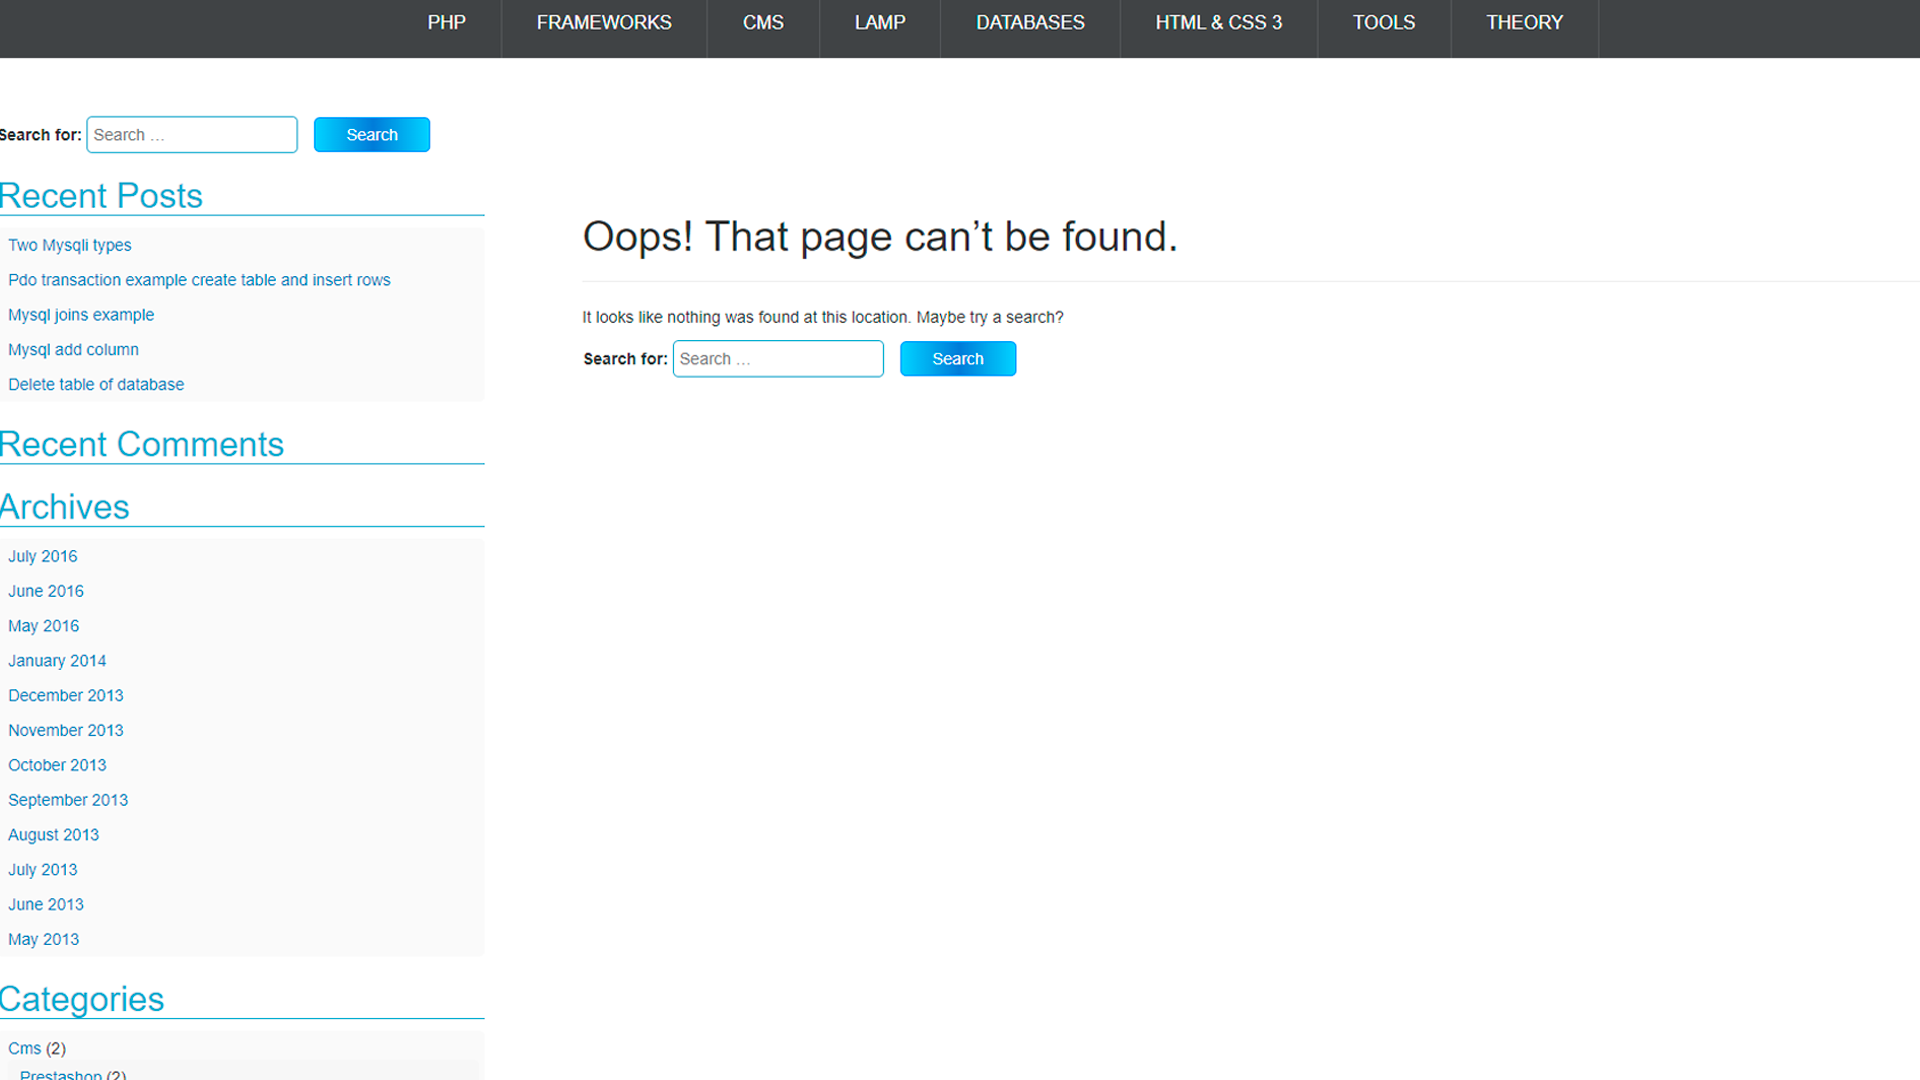 PHP FRAMEWORKS CMS LAMP DATABASES HTML & CSS 3 TOOLS THEORY
Search for: Search … Search
Recent Posts
Two Mysqli types
Pdo transaction example create table and insert rows
Mysql joins example
Mysql add column
Delete table of database
Recent Comments
Archives
July 2016
June 2016
May 2016
January 2014
December 2013
November 2013
October 2013
September 2013
August 2013
July 2013
June 2013
May 2013
Categories
Cms (2)
Prestashop (2)
Oops! That page can’t be found.
It looks like nothing was found at this location. Maybe try a search?
Search for: Search … Search